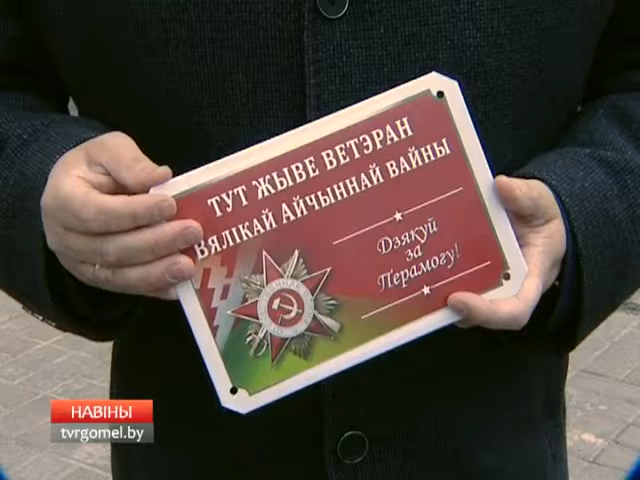 ТУТ ЖЫВЕ ВЕТЭРАН
ВЯЛІКАЙ АЙЧЫННАЙ ВАЙНЫ
Дзякуй
за
Перамогу!
НАВІНЫ
tvrgomel.by